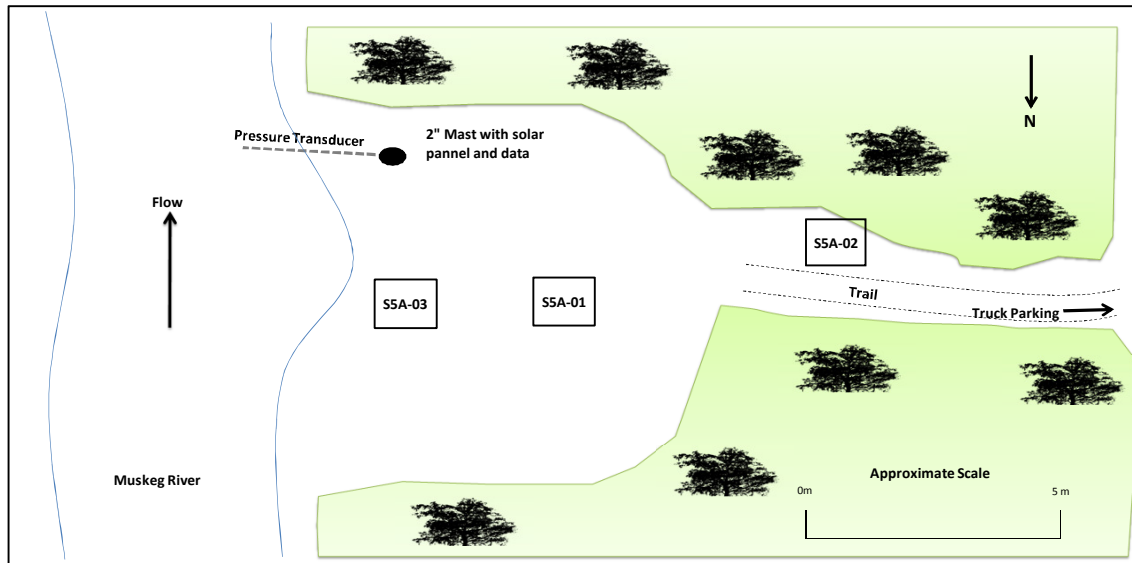 Pressure Transducer
2" Mast with solar
pannel and data
N
Flow
S5A-02
S5A-03
S5A-01
Trail
Truck Parking
Muskeg River
Approximate Scale
0m
5 m